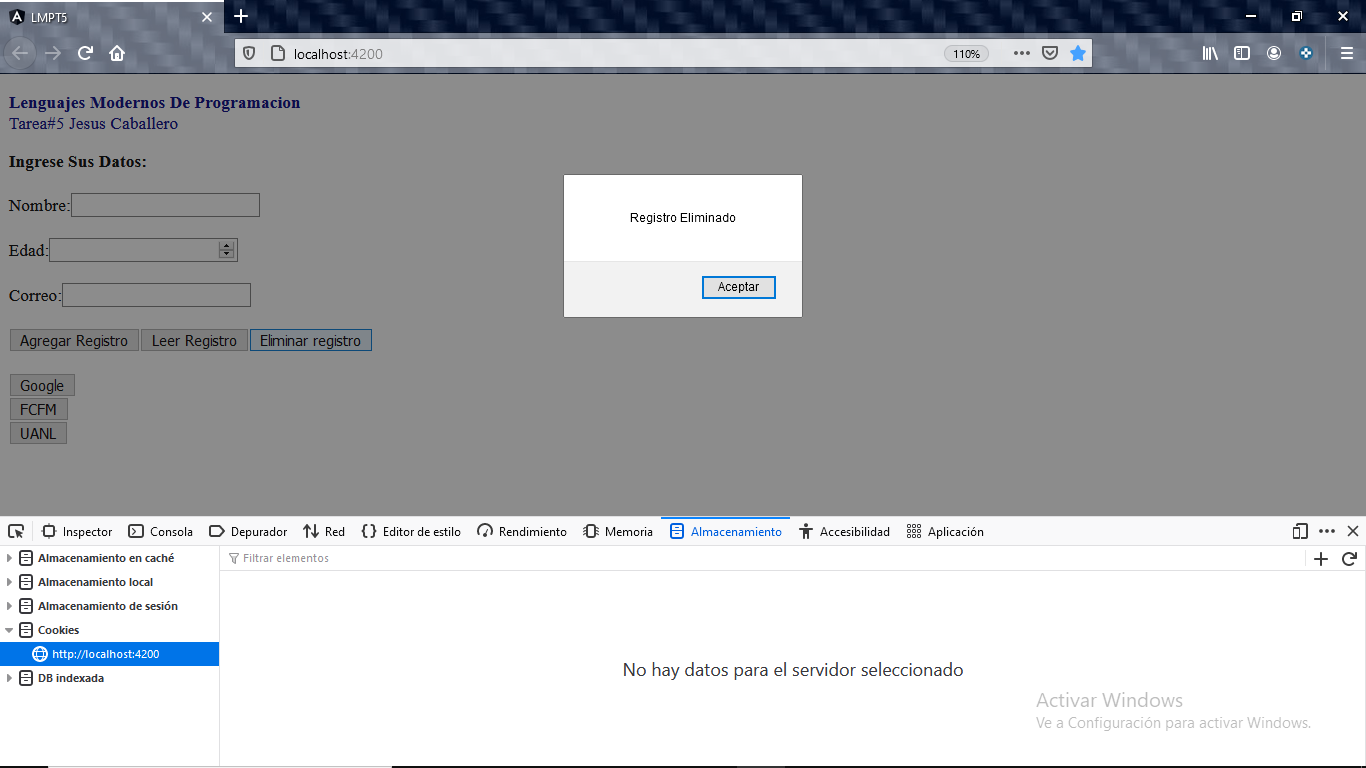 LMPT5
localhost:4200
110%
Lenguajes Modernos De Programacion
Tarea#5 Jesus Caballero
Ingrese Sus Datos:
Nombre:
Edad:
Correo:
Agregar Registro Leer Registro Eliminar registro
Google
FCFM
UANL
Registro Eliminado
Aceptar
Inspector Consola Depurador Red Editor de estilo Rendimiento Memoria Almacenamiento Accesibilidad Aplicación
Almacenamiento en caché
Almacenamiento local
Almacenamiento de sesión
Cookies
http://localhost:4200
DB indexada
Filtrar elementos
No hay datos para el servidor seleccionado
Activar Windows
Ve a Configuración para activar Windows.